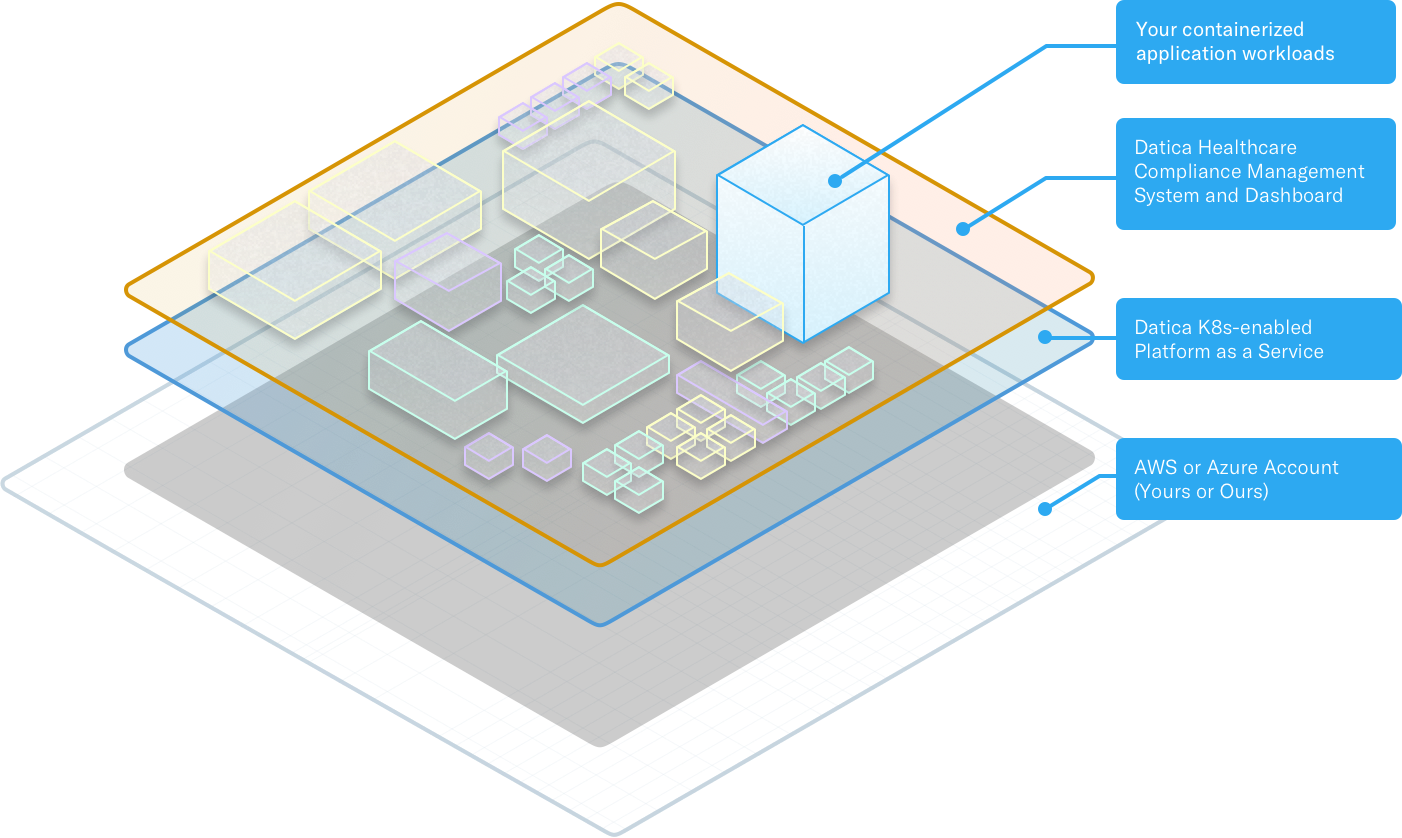 Your containerized
application workloads
Datica Healthcare
Compliance Management
System and Dashboard
Datica K8s-enabled
Platform as a Service
AWS or Azure Account
(Yours or Ours)